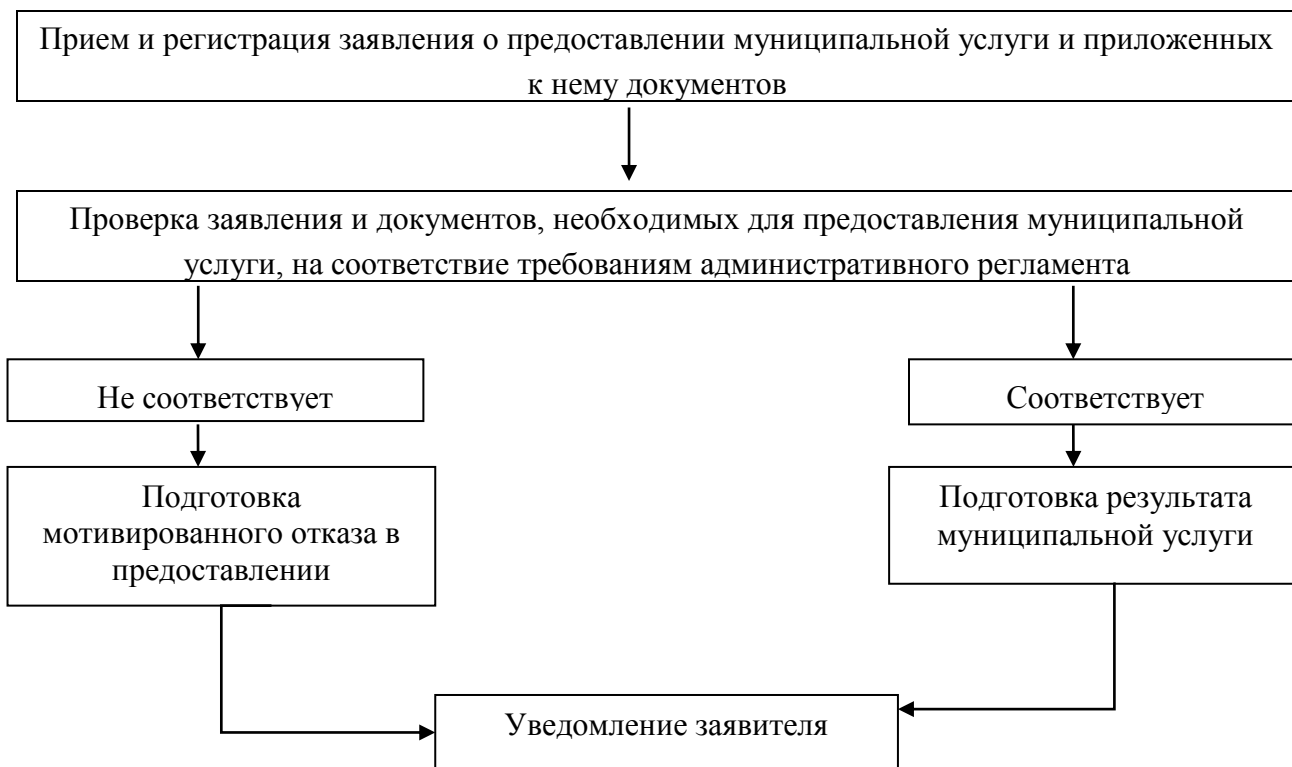 Прием и регистрация заявления о предоставлении муниципальной услуги и приложенных
к нему документов
Проверка заявления и документов, необходимых для предоставления муниципальной
услуги, на соответствие требованиям административного регламента
Не соответствует
Соответствует
Подготовка
мотивированного отказа в
предоставлении
Подготовка результата
муниципальной услуги
Уведомление заявителя